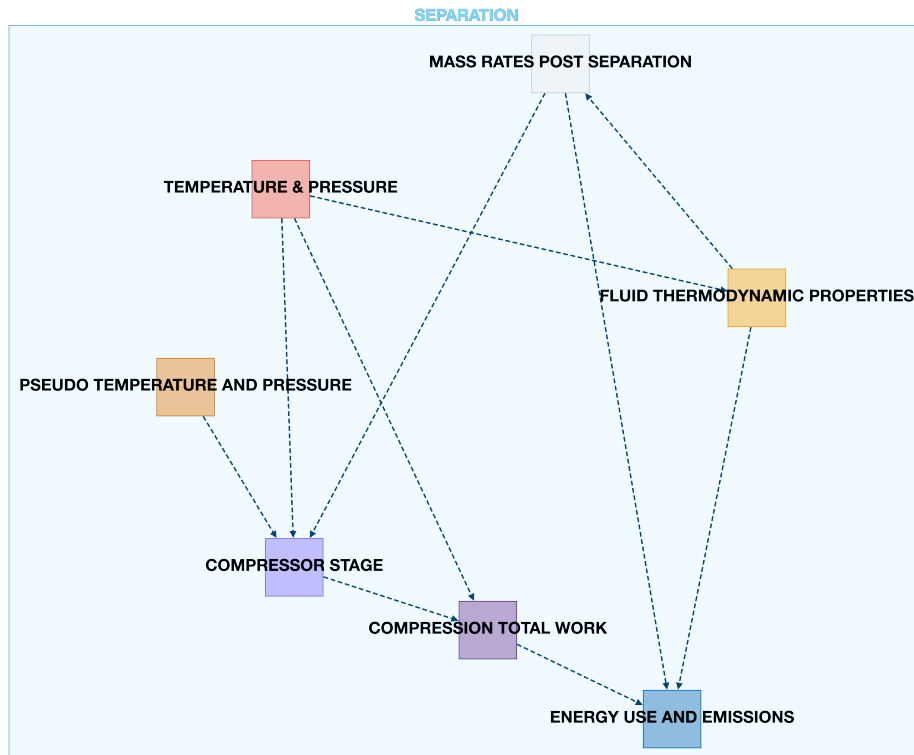 SEPARATION
MASS RATES POST SEPARATION
TEMPERATURE & PRESSURE
FLUID THERMODYNAMIC PROPERTIES
PSEUDO TEMPERATURE AND PRESSURE
COMPRESSOR STAGE
COMPRESSION TOTAL WORK
ENERGY USE AND EMISSIONS